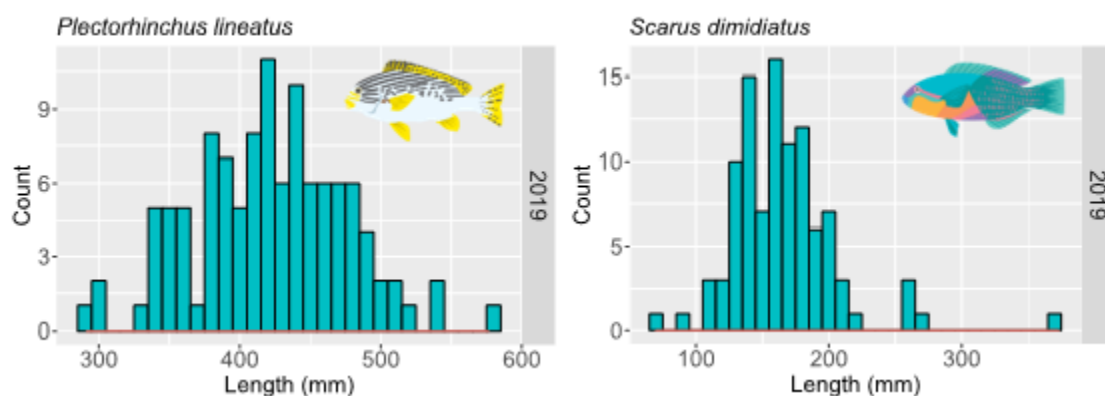 Plectorhinchus lineatus
9
6
3
0
Count
300 400 500 600
Length (mm)
2019
Scarus dimidiatus
15
10
5
0
Count
100 200 300
Length (mm)
2019